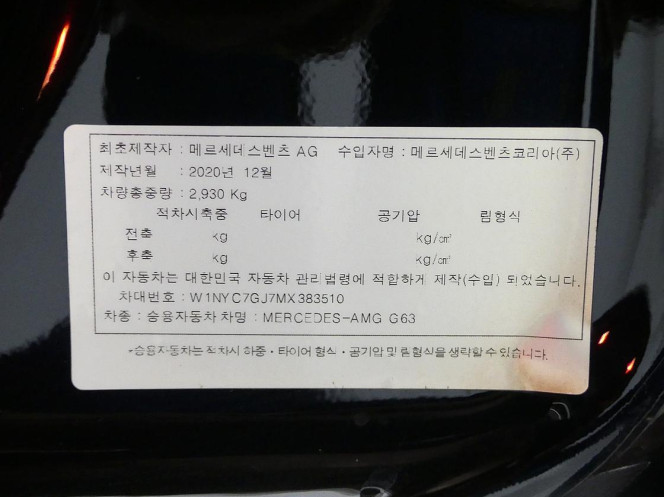 최초제작자 : 메르세데스벤츠 AG 수입자명 : 메르세데스벤츠코리아(주)
제작년월 : 2020년 12월
차량총중량 : 2,930 Kg
적차시축중 타이어 공기압 림형식
전축 kg kg/㎠
후축 kg kg/㎠
이 자동차는 대한민국 자동차 관리법령에 적합하게 제작(수입) 되었습니다.
차대번호 : W1NYC7GJ7MX383510
차종 : 승용자동차 차명 : MERCEDES-AMG G63
*승용자동차는 적차시 하중·타이어 형식·공기압 및 림형식을 생략할 수 있습니다.